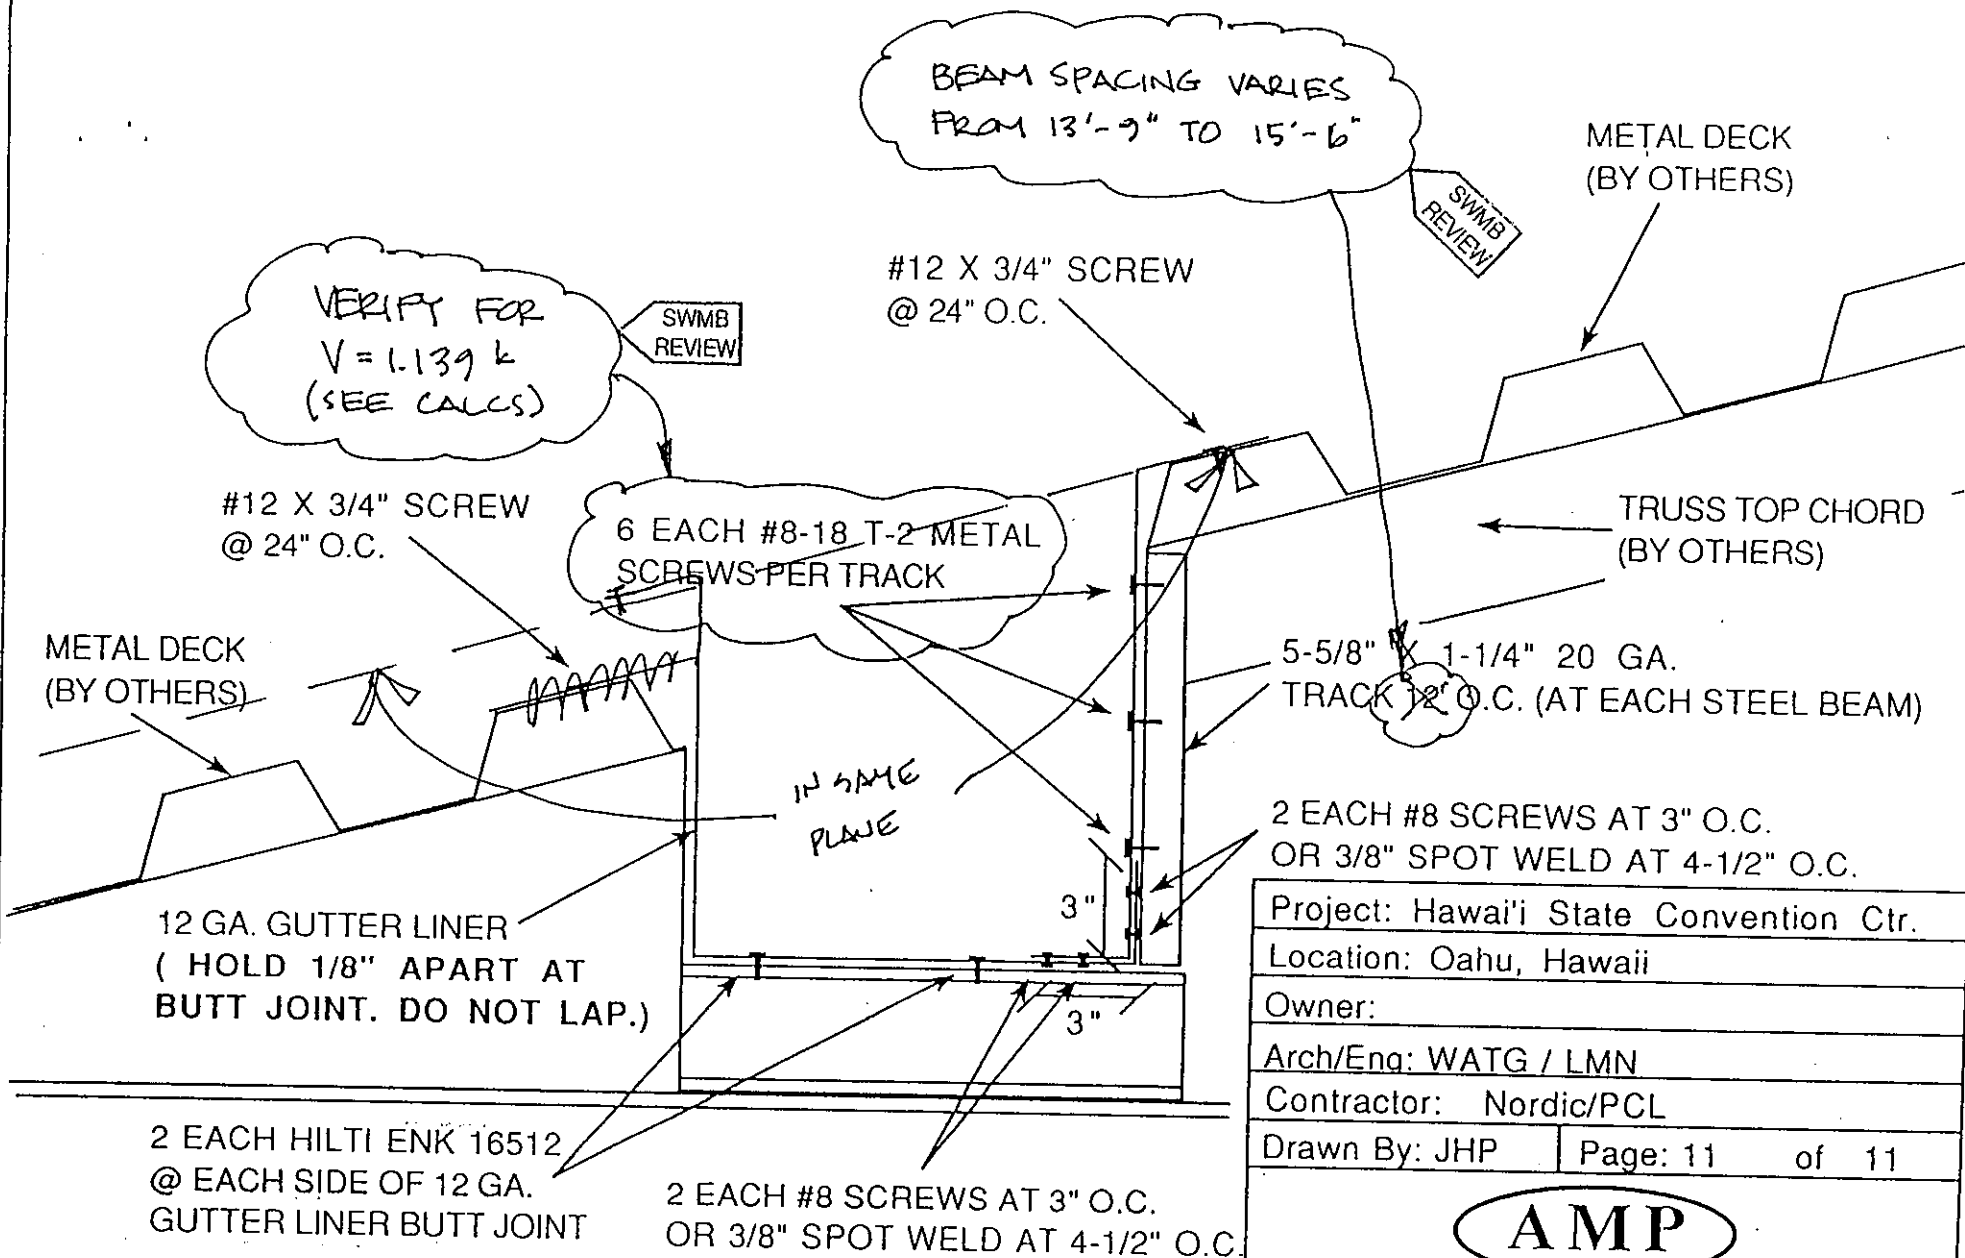 BEAM SPACING VARIES
FROM 13'-9" TO 15'-6"
SWMB
REVIEW
METAL DECK
(BY OTHERS)
VERIFY FOR
V = 1.139 k
(SEE CALCS)
SWMB
REVIEW
#12 X 3/4" SCREW
@ 24" O.C.
#12 X 3/4" SCREW
@ 24" O.C.
6 EACH #8-18 T-2 METAL
SCREWS PER TRACK
TRUSS TOP CHORD
(BY OTHERS)
METAL DECK
(BY OTHERS)
5-5/8" X 1-1/4" 20 GA.
TRACK 12' O.C. (AT EACH STEEL BEAM)
IN SAME
PLANE
2 EACH #8 SCREWS AT 3" O.C.
OR 3/8" SPOT WELD AT 4-1/2" O.C.
3"
12 GA. GUTTER LINER
( HOLD 1/8" APART AT
BUTT JOINT. DO NOT LAP.)
3"
2 EACH HILTI ENK 16512
@ EACH SIDE OF 12 GA.
GUTTER LINER BUTT JOINT
2 EACH #8 SCREWS AT 3" O.C.
OR 3/8" SPOT WELD AT 4-1/2" O.C.
Project: Hawai'i State Convention Ctr.
Location: Oahu, Hawaii
Owner:
Arch/Eng: WATG / LMN
Contractor: Nordic/PCL
Drawn By: JHP Page: 11 of 11
AMP